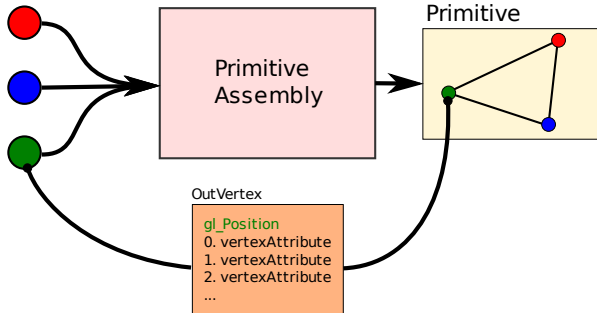 Primitive
Primitive
Assembly
OutVertex
gl_Position
0. vertexAttribute
1. vertexAttribute
2. vertexAttribute
...